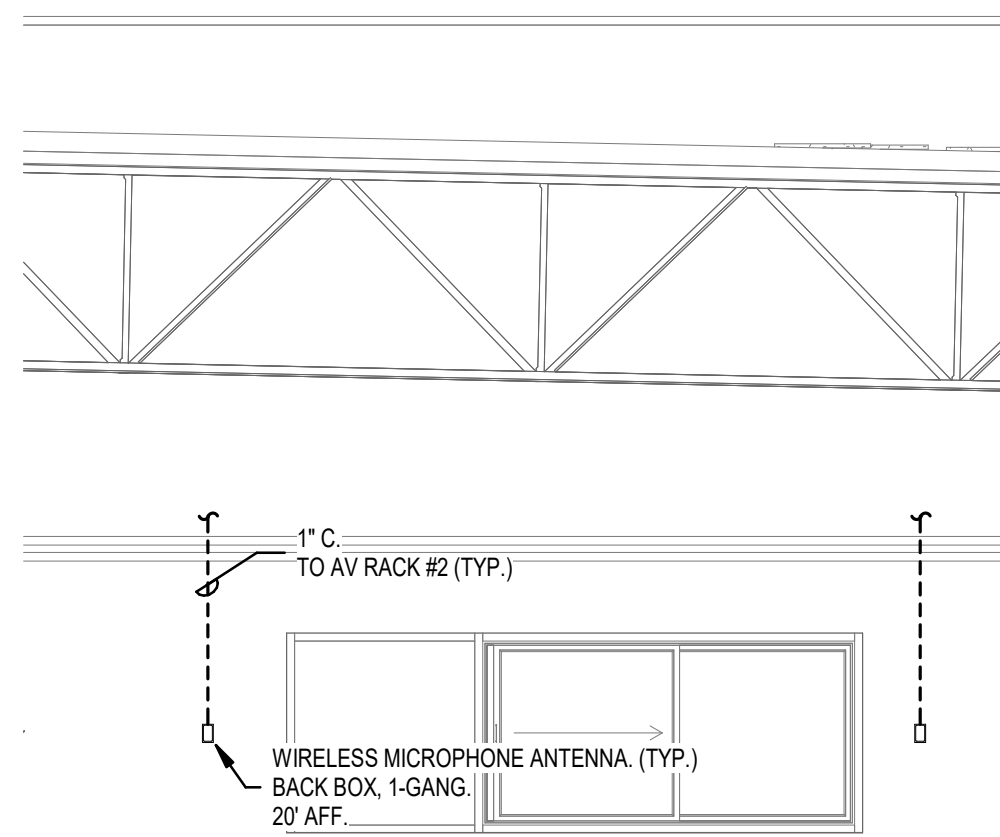 1" C.
TO AV RACK #2 (TYP.)
WIRELESS MICROPHONE ANTENNA. (TYP.)
BACK BOX, 1-GANG.
20' AFF.